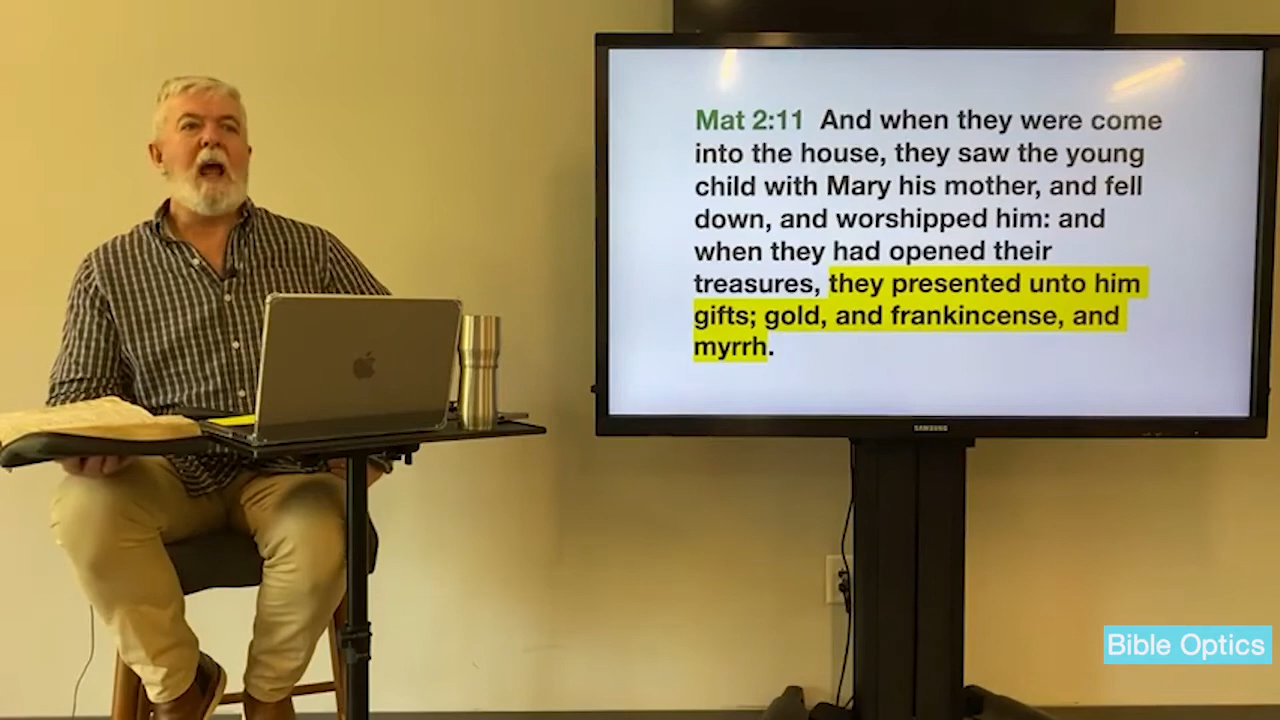 Mat 2:11 And when they were come
into the house, they saw the young
child with Mary his mother, and fell
down, and worshipped him: and
when they had opened their
treasures, they presented unto him
gifts; gold, and frankincense, and
myrrh.
SAMSUNG
Bible Optics